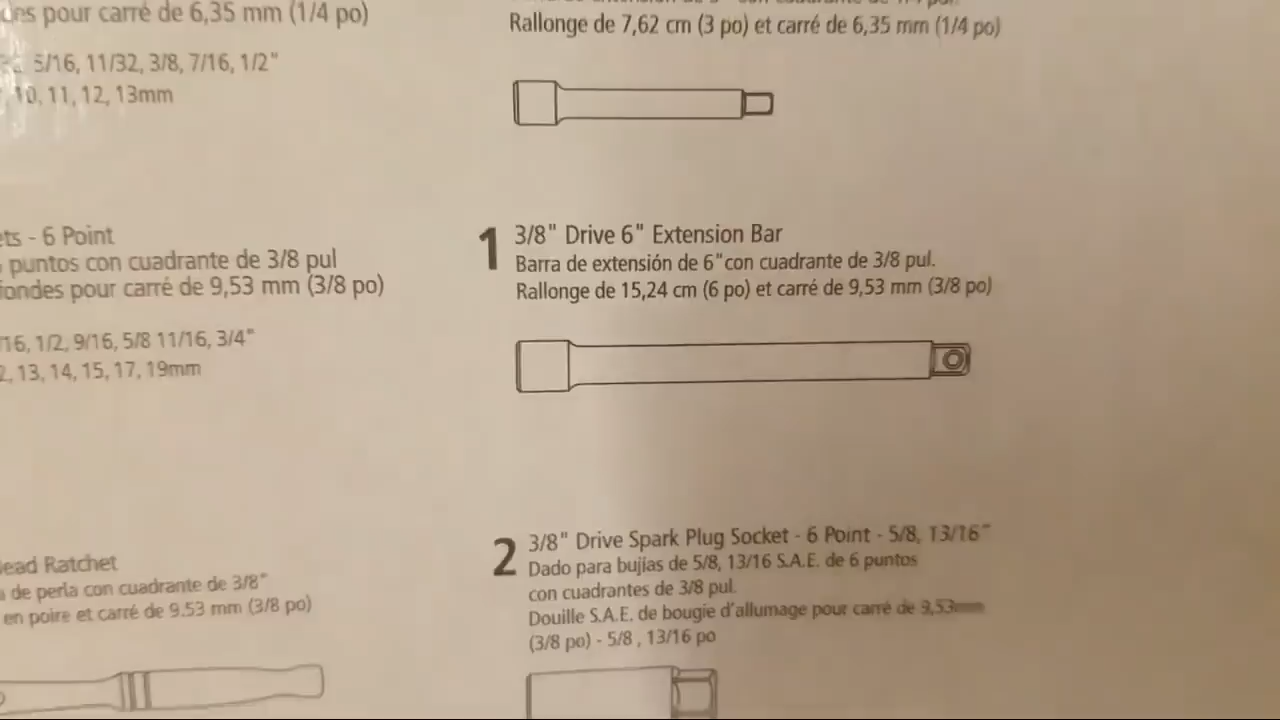 pour carré de 6,35 mm (1/4 po)
5/16, 11/32, 3/8, 7/16, 1/2"
10, 11, 12, 13mm
Rallonge de 7,62 cm (3 po) et carré de 6,35 mm (1/4 po)
- 6 Point
puntos con cuadrante de 3/8 pul
pour carré de 9,53 mm (3/8 po)
1/2, 9/16, 5/8 11/16, 3/4"
13, 14, 15, 17, 19mm
1 3/8" Drive 6" Extension Bar
Barra de extensión de 6"con cuadrante de 3/8 pul.
Rallonge de 15,24 cm (6 po) et carré de 9,53 mm (3/8 po)
Ratchet
de perla con cuadrante de 3/8"
en poire et carré de 9.53 mm (3/8 po)
2 3/8" Drive Spark Plug Socket - 6 Point - 5/8, 13/16"
Dado para bujías de 5/8, 13/16 S.A.E. de 6 puntos
con cuadrantes de 3/8 pul.
Douille S.A.E. de bougie d'allumage pour carré de 9,53mm
(3/8 po) - 5/8 , 13/16 po